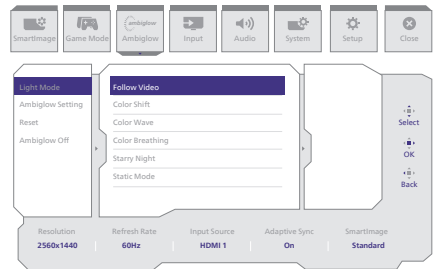 SmartImage
Game Mode
ambiglow
Ambiglow
Input
Audio
System
Setup
Close
Light Mode
Ambiglow Setting
Reset
Ambiglow Off
Follow Video
Color Shift
Color Wave
Color Breathing
Starry Night
Static Mode
Select
OK
Back
Resolution
Refresh Rate
Input Source
Adaptive Sync
SmartImage
2560x1440
60Hz
HDMI 1
On
Standard